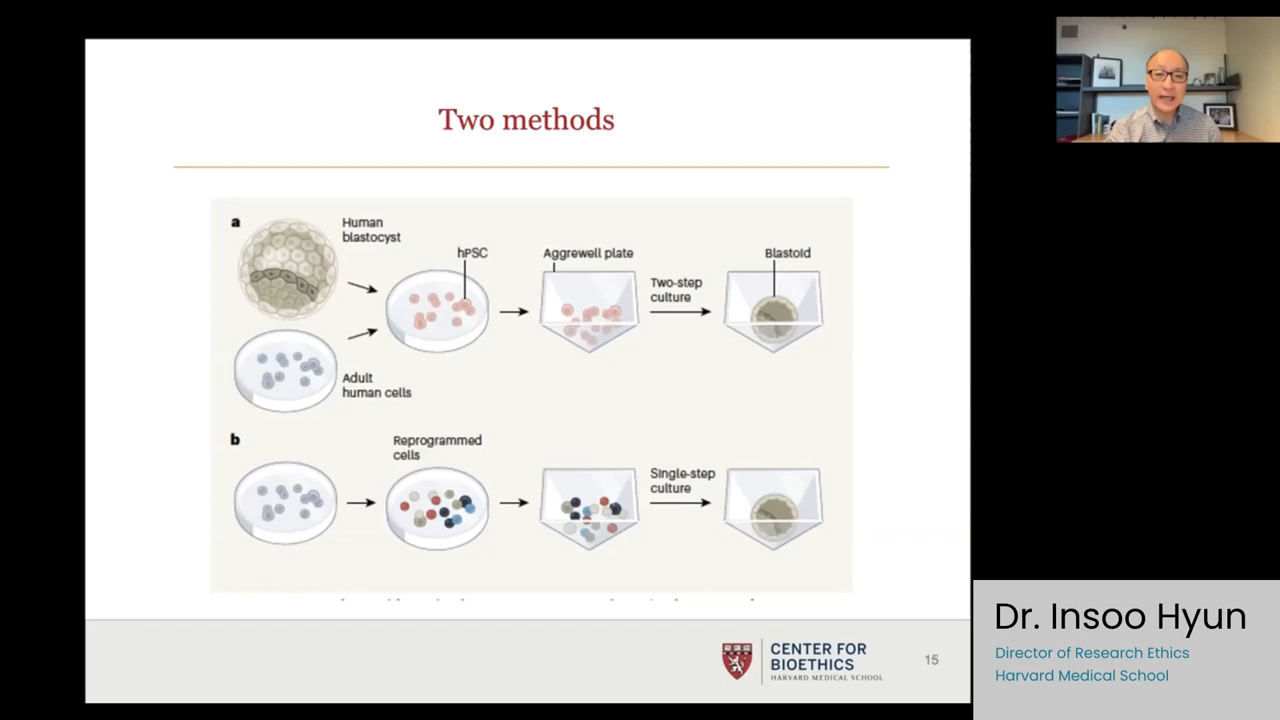 Two methods
a
Human
blastocyst
hPSC
Aggrewell plate
Two-step
culture
Blastoid
Adult
human cells
b
Reprogrammed
cells
Single-step
culture
CENTER FOR
BIOETHICS
HARVARD MEDICAL SCHOOL
15
Dr. Insoo Hyun
Director of Research Ethics
Harvard Medical School